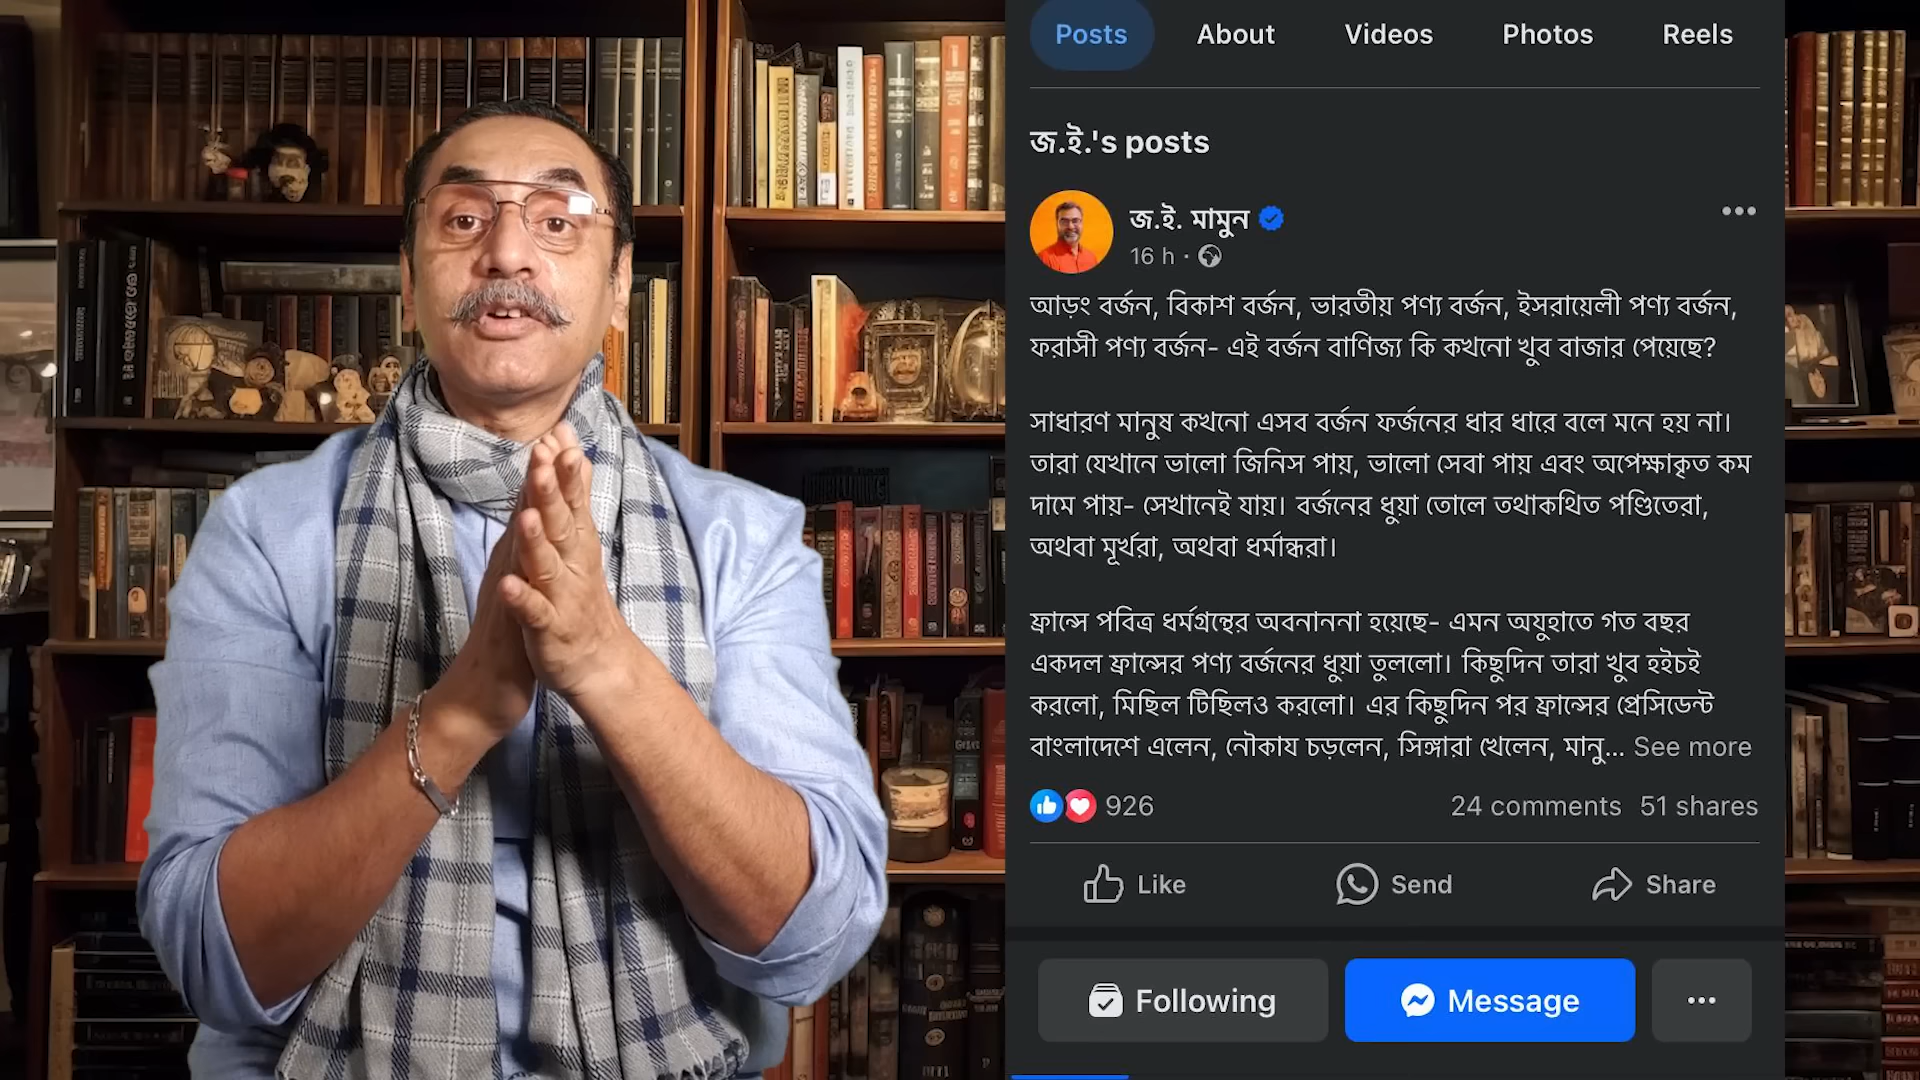 Posts About Videos Photos Reels
জ.ই.'s posts
জ.ই. মামুন
16 h ·
আড়ং বর্জন, বিকাশ বর্জন, ভারতীয় পণ্য বর্জন, ইসরায়েলী পণ্য বর্জন,
ফরাসী পণ্য বর্জন- এই বর্জন বাণিজ্য কি কখনো খুব বাজার পেয়েছে?
সাধারণ মানুষ কখনো এসব বর্জন ফর্জনের ধার ধারে বলে মনে হয় না।
তারা যেখানে ভালো জিনিস পায়, ভালো সেবা পায় এবং অপেক্ষাকৃত কম
দামে পায়- সেখানেই যায়। বর্জনের ধুয়া তোলে তথাকথিত পণ্ডিতেরা,
অথবা মূর্খরা, অথবা ধর্মান্ধরা।
ফ্রান্সে পবিত্র ধর্মগ্রন্থের অবনাননা হয়েছে- এমন অযুহাতে গত বছর
একদল ফ্রান্সের পণ্য বর্জনের ধুয়া তুললো। কিছুদিন তারা খুব হইচই
করলো, মিছিল টিছিলও করলো। এর কিছুদিন পর ফ্রান্সের প্রেসিডেন্ট
বাংলাদেশে এলেন, নৌকায চড়লেন, সিঙ্গারা খেলেন, মানু... See more
926 24 comments 51 shares
Like Send Share
Following Message